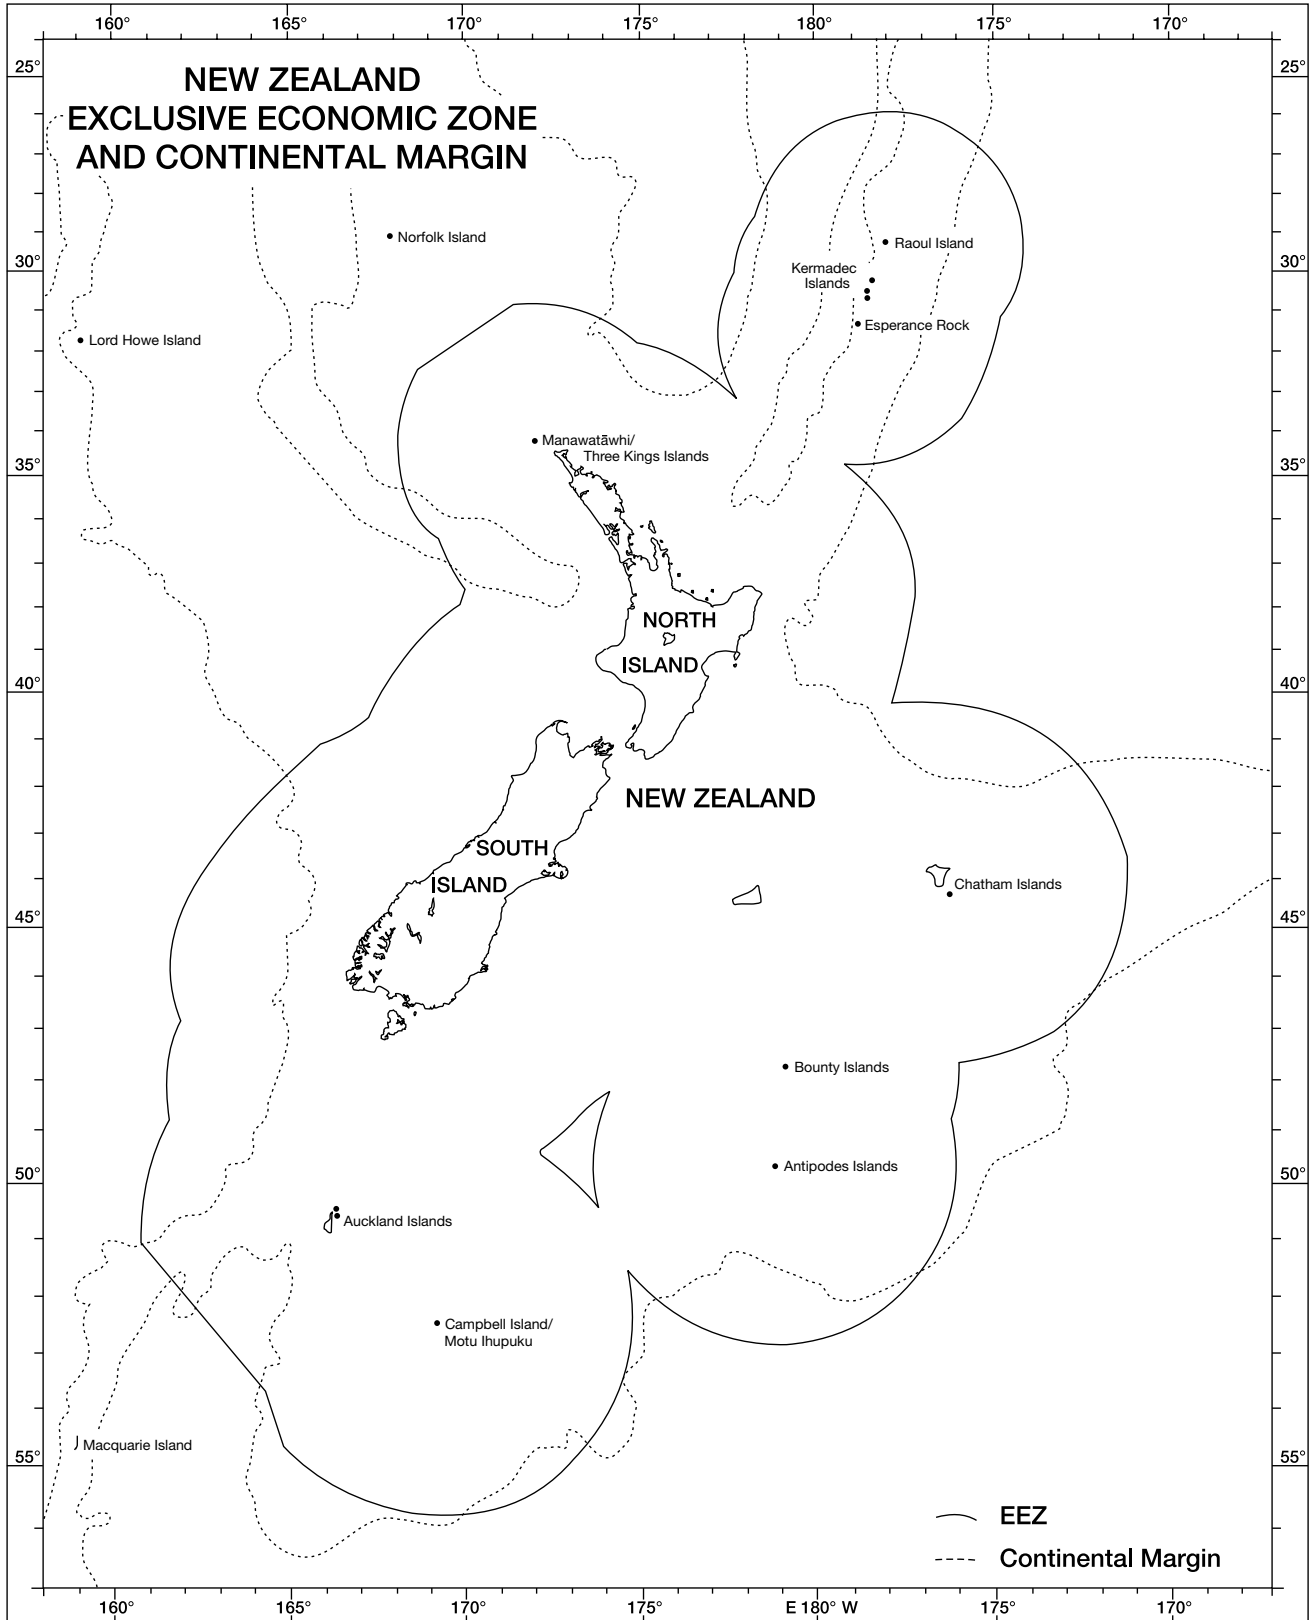 160° 165° 170° 175° 180° 175° 170°
25° 25°
NEW ZEALAND
EXCLUSIVE ECONOMIC ZONE
AND CONTINENTAL MARGIN
Norfolk Island
Raoul Island
Kermadec
Islands
30° 30°
Esperance Rock
Lord Howe Island
Manawatāwhi/
Three Kings Islands
35° 35°
NORTH
ISLAND
40° 40°
NEW ZEALAND
SOUTH
ISLAND
Chatham Islands
45° 45°
Bounty Islands
Antipodes Islands
50° 50°
Auckland Islands
Campbell Island/
Motu Ihupuku
Macquarie Island
55° 55°
EEZ
Continental Margin
160° 165° 170° 175° E 180° W 175° 170°